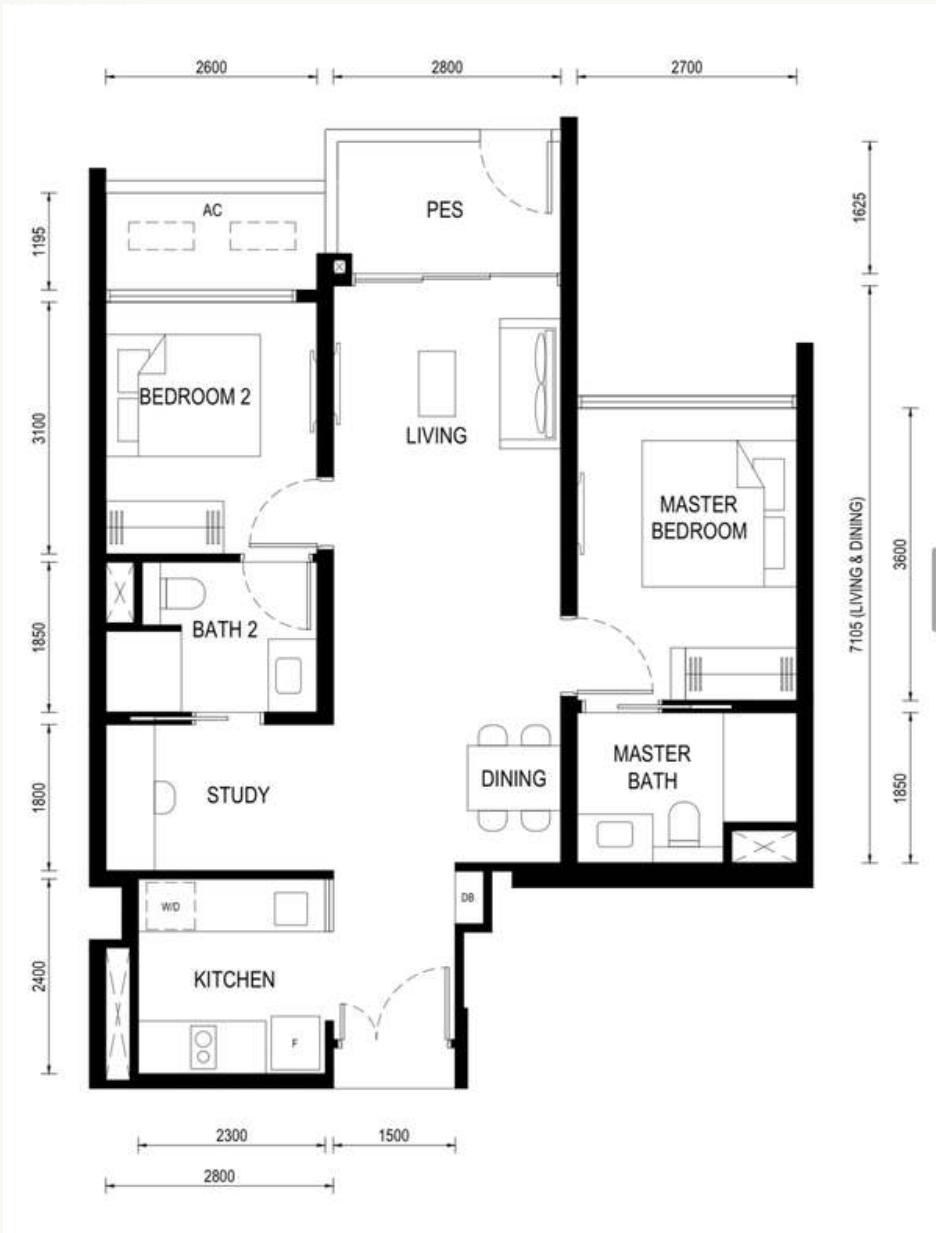 2600
2800
2700
1195
AC
PES
1625
3100
BEDROOM 2
LIVING
MASTER
BEDROOM
7105 (LIVING & DINING)
3600
1850
BATH 2
1800
STUDY
DINING
MASTER
BATH
1850
W/D
DB
2400
KITCHEN
F
2300
1500
2800